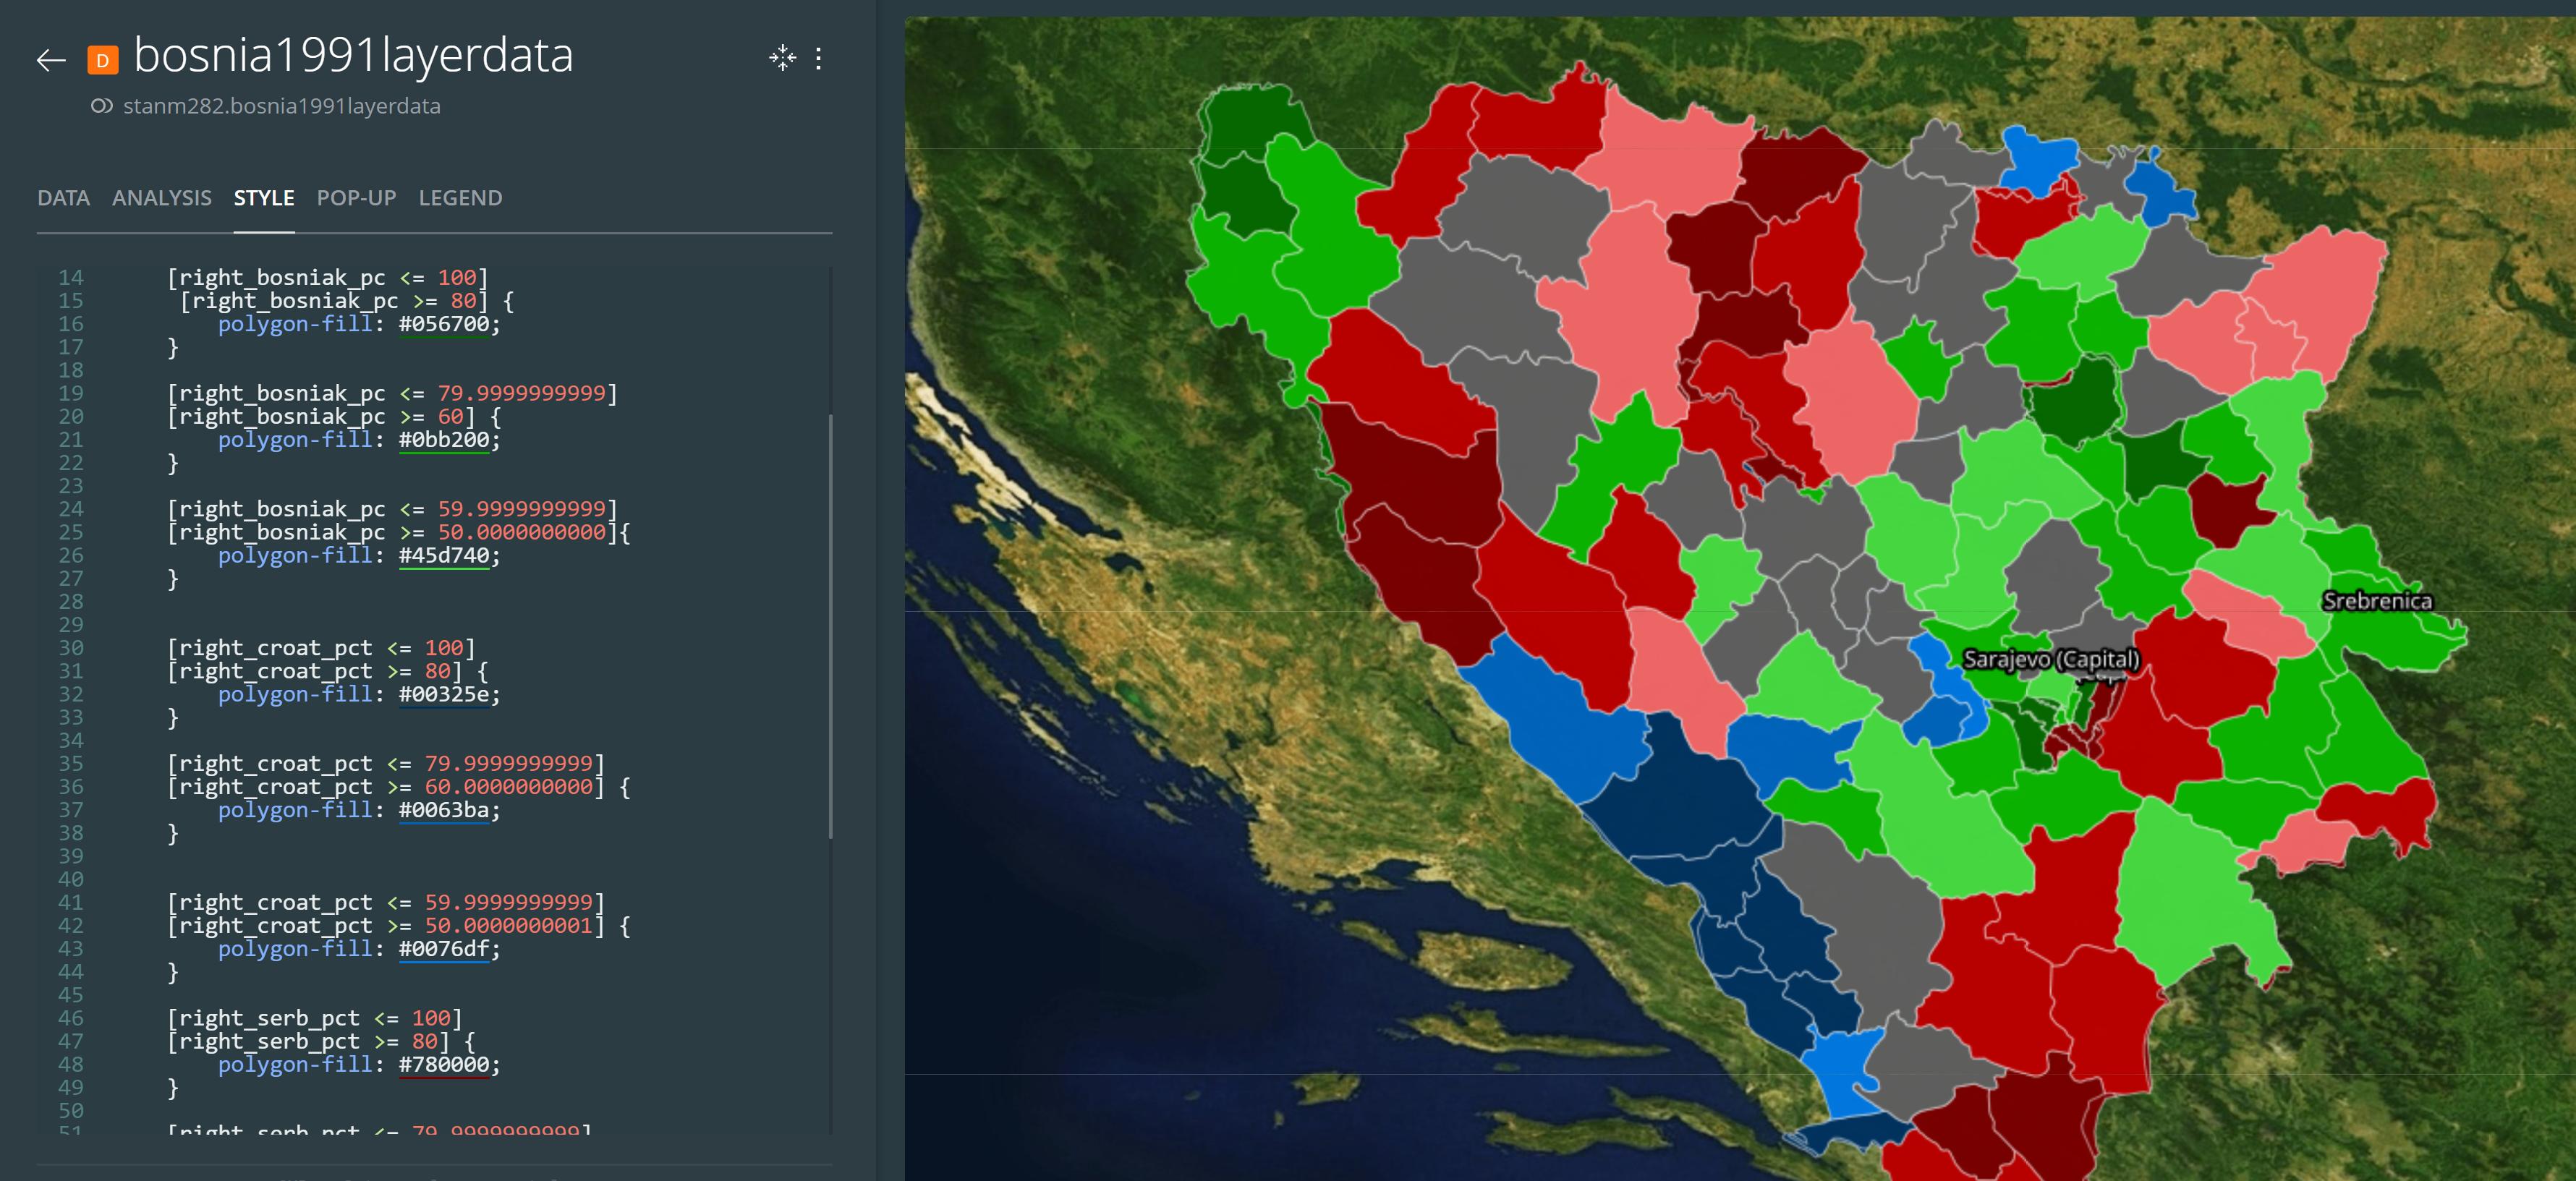 D bosnia1991layerdata
stanm282.bosnia1991layerdata
DATA ANALYSIS STYLE POP-UP LEGEND
14 [right_bosniak_pc <= 100]
15 [right_bosniak_pc >= 80] {
16 polygon-fill: #056700;
17 }
18
19 [right_bosniak_pc <= 79.9999999999]
20 [right_bosniak_pc >= 60] {
21 polygon-fill: #0bb200;
22 }
23
24 [right_bosniak_pc <= 59.9999999999]
25 [right_bosniak_pc >= 50.0000000000]{
26 polygon-fill: #45d740;
27 }
28
29
30 [right_croat_pct <= 100]
31 [right_croat_pct >= 80] {
32 polygon-fill: #00325e;
33 }
34
35 [right_croat_pct <= 79.9999999999]
36 [right_croat_pct >= 60.0000000000] {
37 polygon-fill: #0063ba;
38 }
39
40
41 [right_croat_pct <= 59.9999999999]
42 [right_croat_pct >= 50.0000000001] {
43 polygon-fill: #0076df;
44 }
45
46 [right_serb_pct <= 100]
47 [right_serb_pct >= 80] {
48 polygon-fill: #780000;
49 }
50
51 [right_serb_pct <= 79.9999999999]
Srebrenica
Sarajevo (Capital)